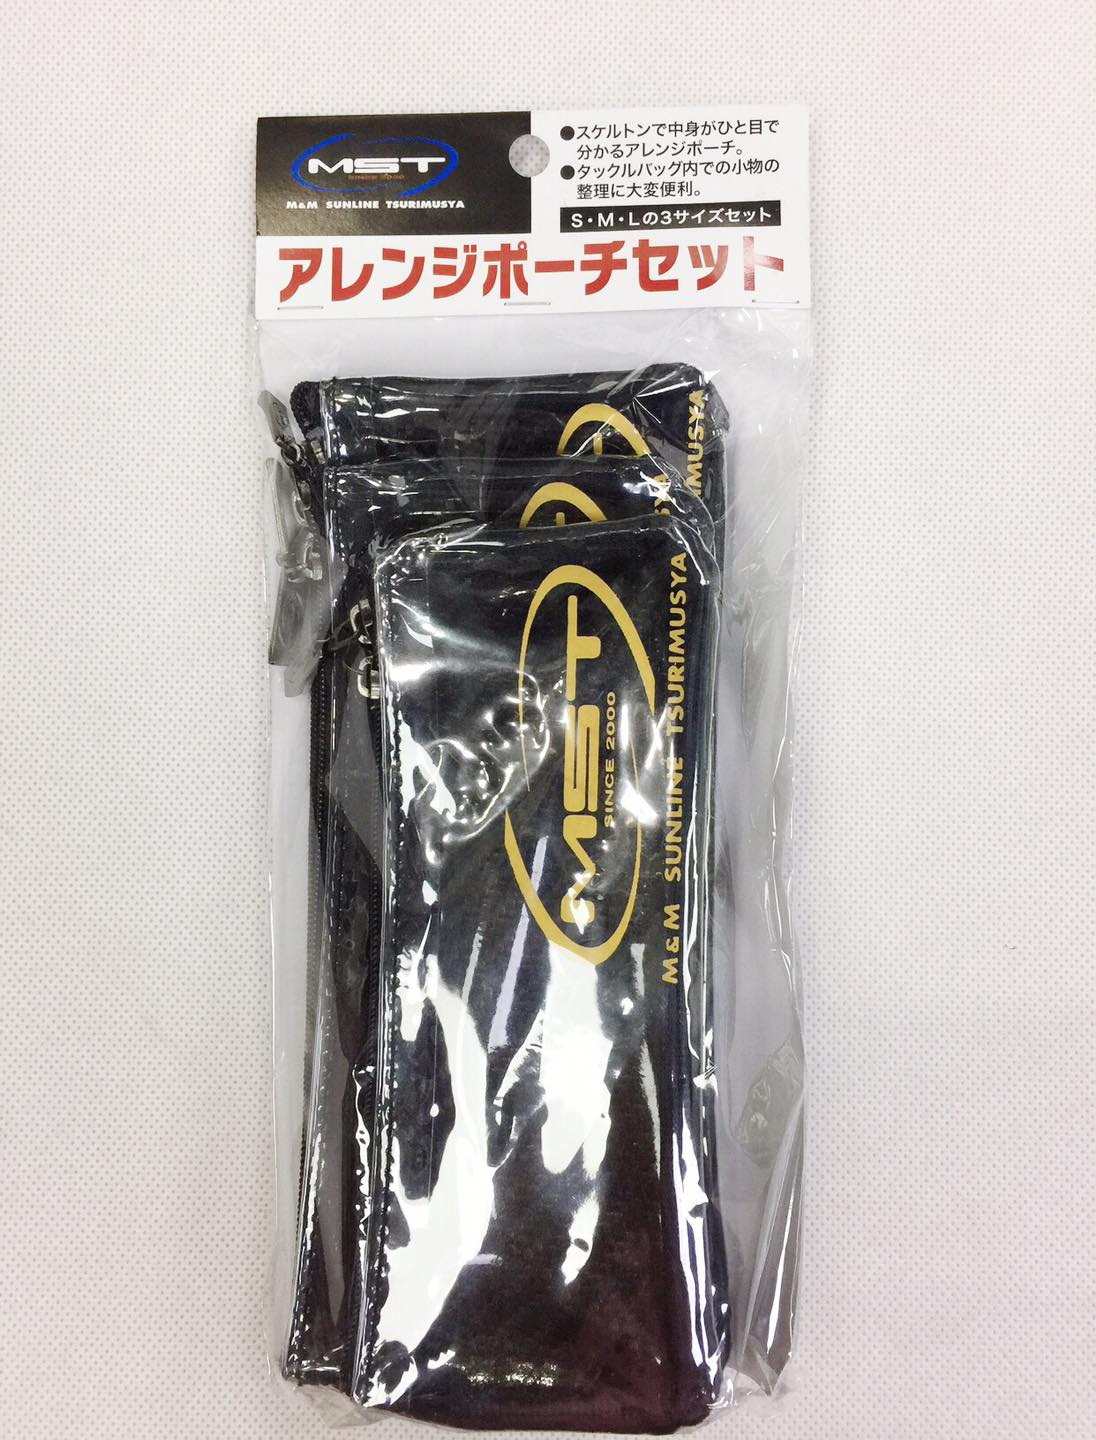 MST
SINCE 2000
M&M SUNLINE TSURIMUSYA
●スケルトンで中身がひと目で
分かるアレンジポーチ。
●タックルバッグ内での小物の
整理に大変便利。
S・M・Lの3サイズセット
アレンジポーチセット
IMUSYA
YA
MST
SINCE 2000
M&M SUNLINE TSURIMUSYA